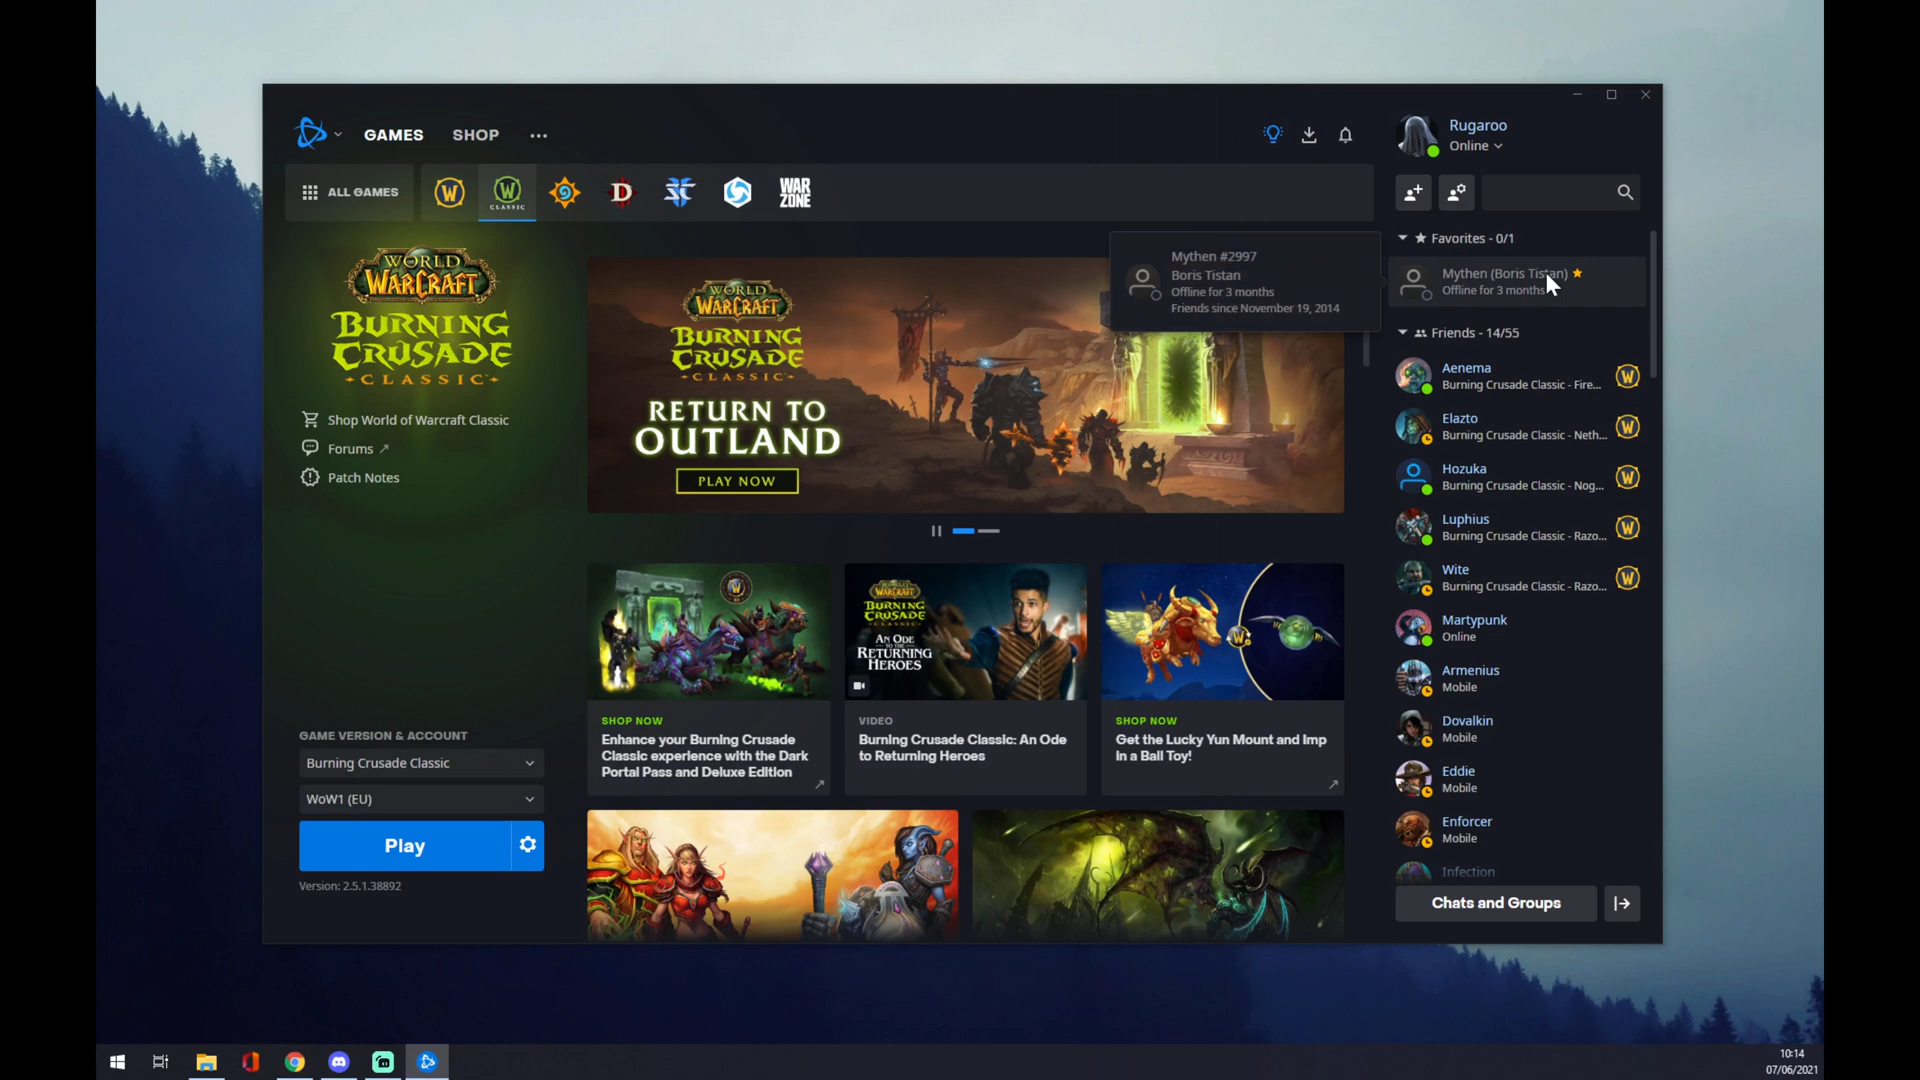 GAMES SHOP
ALL GAMES
CLASSIC
WAR
ZONE
WORLD
OF
WARCRAFT
BURNING
CRUSADE
CLASSIC
Shop World of Warcraft Classic
Forums
Patch Notes
GAME VERSION & ACCOUNT
Burning Crusade Classic
WoW1 (EU)
Play
Version: 2.5.1.38892
WORLD
OF
WARCRAFT
BURNING
CRUSADE
CLASSIC
RETURN TO
OUTLAND
PLAY NOW
Mythen #2997
Boris Tistan
Offline for 3 months
Friends since November 19, 2014
SHOP NOW
Enhance your Burning Crusade
Classic experience with the Dark
Portal Pass and Deluxe Edition
WARCRAFT
BURNING
CRUSADE
AN ODE
TO THE
RETURNING
HEROES
VIDEO
Burning Crusade Classic: An Ode
to Returning Heroes
SHOP NOW
Get the Lucky Yun Mount and Imp
in a Ball Toy!
Rugaroo
Online
Favorites - 0/1
Mythen (Boris Tistan)
Offline for 3 months
Friends - 14/55
Aenema
Burning Crusade Classic - Fire...
Elazto
Burning Crusade Classic - Neth...
Hozuka
Burning Crusade Classic - Nog...
Luphius
Burning Crusade Classic - Razo...
Wite
Burning Crusade Classic - Razo...
Martypunk
Online
Armenius
Mobile
Dovalkin
Mobile
Eddie
Mobile
Enforcer
Mobile
Infection
Chats and Groups
10:14
07/06/2021